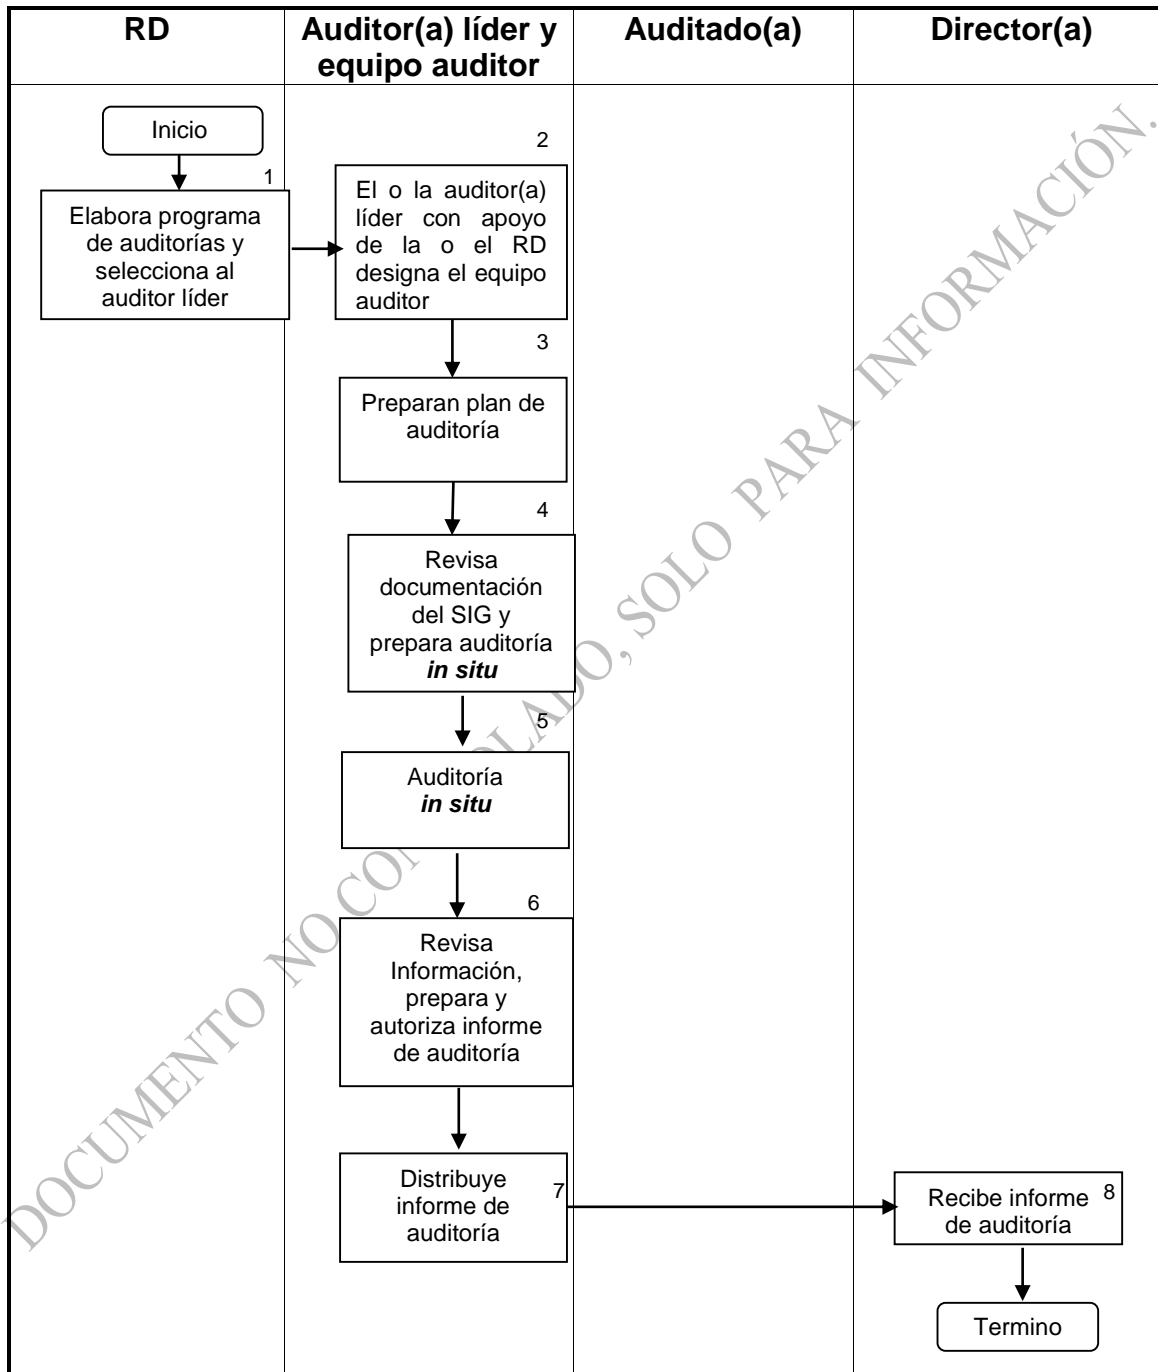 RD
Auditor(a) líder y
equipo auditor
Auditado(a)
Director(a)
Inicio
1
Elabora programa
de auditorías y
selecciona al
auditor líder
2
El o la auditor(a)
líder con apoyo
de la o el RD
designa el equipo
auditor
3
Preparan plan de
auditoría
4
Revisa
documentación
del SIG y
prepara auditoría
in situ
5
Auditoría
in situ
6
Revisa
Información,
prepara y
autoriza informe
de auditoría
Distribuye
informe de
auditoría
7
Recibe informe
de auditoría
8
Termino
DOCUMENTO NO CON LADO, SOLO PARA INFORMACIÓN.